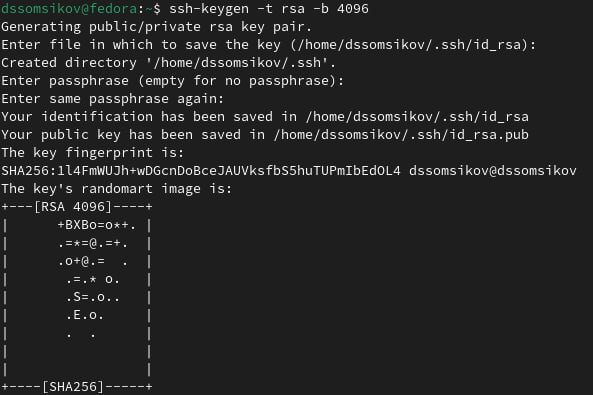 dssomsikov@fedora:~$ ssh-keygen -t rsa -b 4096
Generating public/private rsa key pair.
Enter file in which to save the key (/home/dssomsikov/.ssh/id_rsa):
Created directory '/home/dssomsikov/.ssh'.
Enter passphrase (empty for no passphrase):
Enter same passphrase again:
Your identification has been saved in /home/dssomsikov/.ssh/id_rsa
Your public key has been saved in /home/dssomsikov/.ssh/id_rsa.pub
The key fingerprint is:
SHA256:1l4FmWUJh+wDGcnDoBceJAUVksfbS5huTUPmIbEdOL4 dssomsikov@dssomsikov
The key's randomart image is:
+---[RSA 4096]----+
|      +BXBo=o*+. |
|      .=*=@.=+.  |
|      .o+@.=  .  |
|       .=.* o.   |
|       .S=.o..   |
|       .E.o.     |
|       .  .      |
|                 |
|                 |
+----[SHA256]-----+